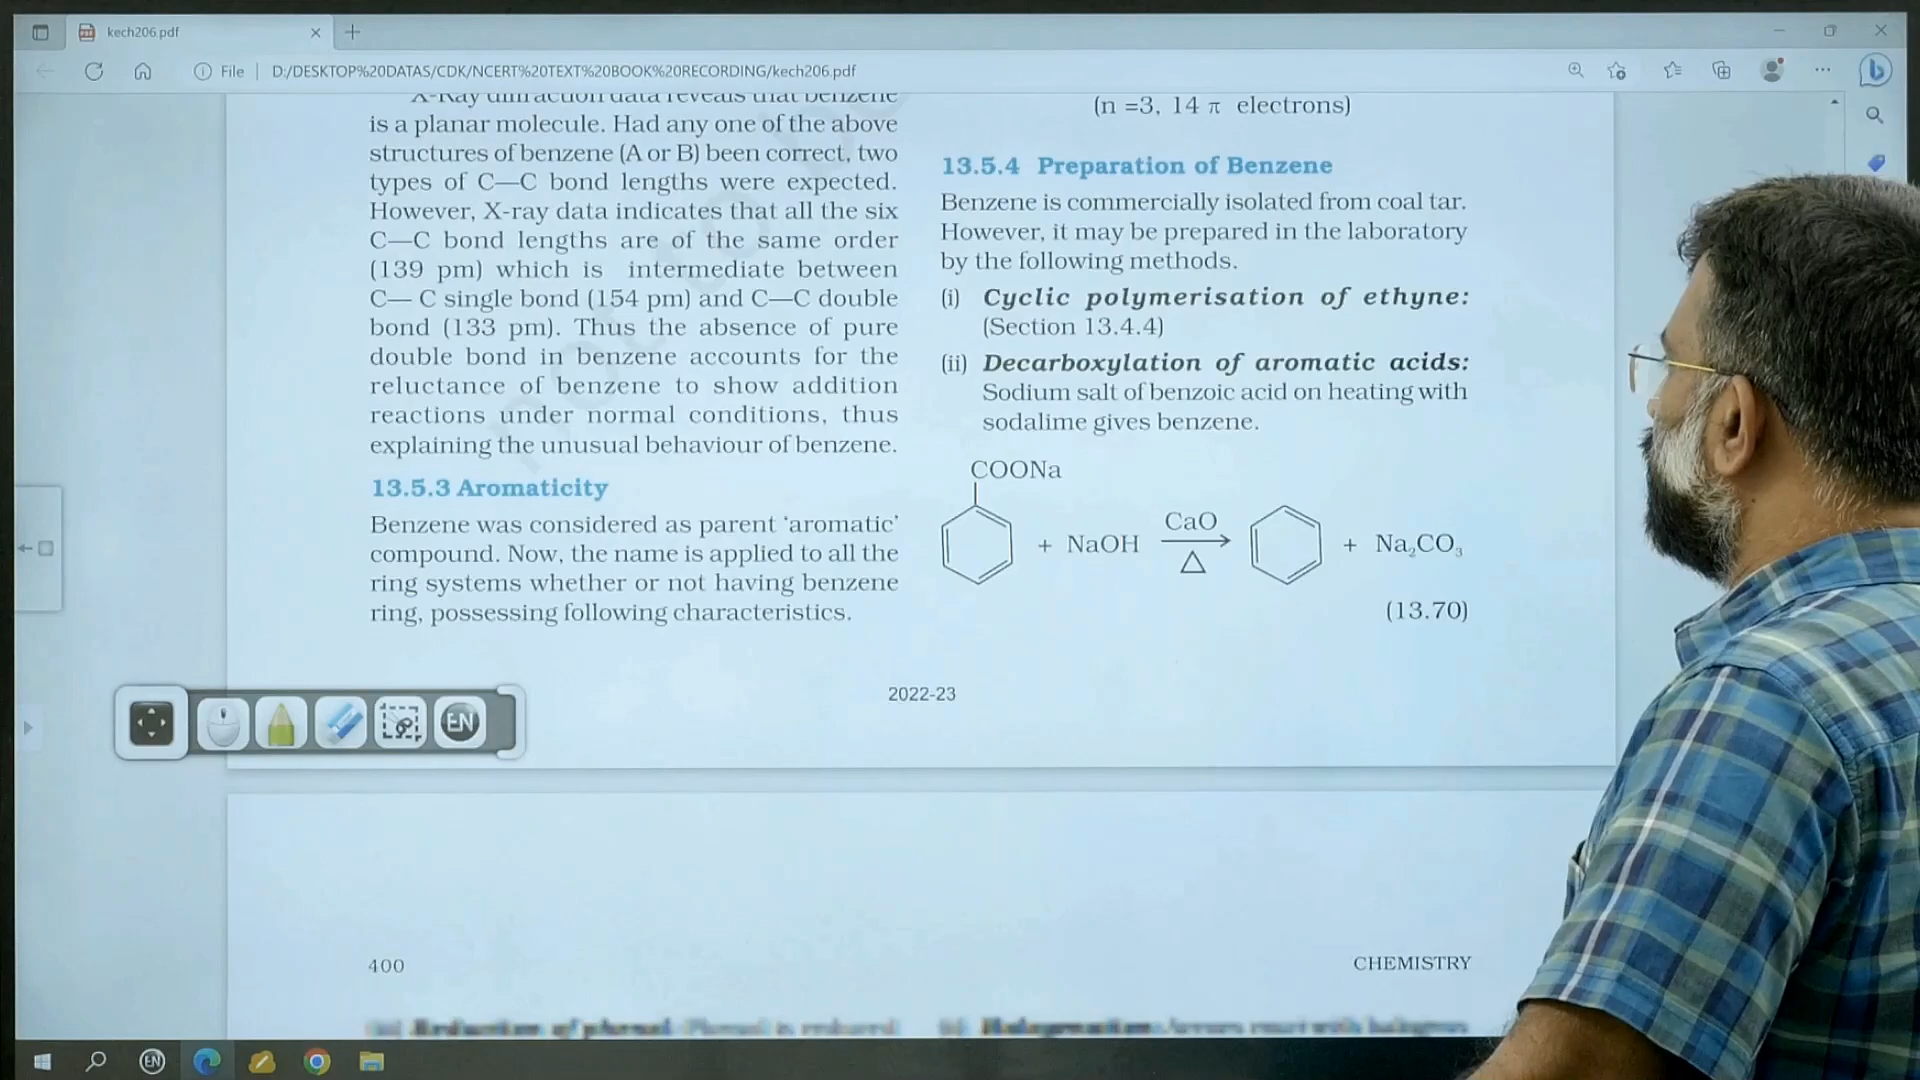 kech206.pdf
File
D:/DESKTOP%20DATAS/CDK/NCERT%20TEXT%20BOOK%20RECORDING/kech206.pdf
X-Ray diffraction data reveals that benzene
is a planar molecule. Had any one of the above
structures of benzene (A or B) been correct, two
types of C—C bond lengths were expected.
However, X-ray data indicates that all the six
C—C bond lengths are of the same order
(139 pm) which is intermediate between
C— C single bond (154 pm) and C—C double
bond (133 pm). Thus the absence of pure
double bond in benzene accounts for the
reluctance of benzene to show addition
reactions under normal conditions, thus
explaining the unusual behaviour of benzene.
13.5.3 Aromaticity
Benzene was considered as parent ‘aromatic’
compound. Now, the name is applied to all the
ring systems whether or not having benzene
ring, possessing following characteristics.
(n =3, 14 π electrons)
13.5.4 Preparation of Benzene
Benzene is commercially isolated from coal tar.
However, it may be prepared in the laboratory
by the following methods.
(i) Cyclic polymerisation of ethyne:
(Section 13.4.4)
(ii) Decarboxylation of aromatic acids:
Sodium salt of benzoic acid on heating with
sodalime gives benzene.
COONa
+ NaOH CaO △ + Na₂CO₃
(13.70)
2022-23
EN
400
CHEMISTRY
EN